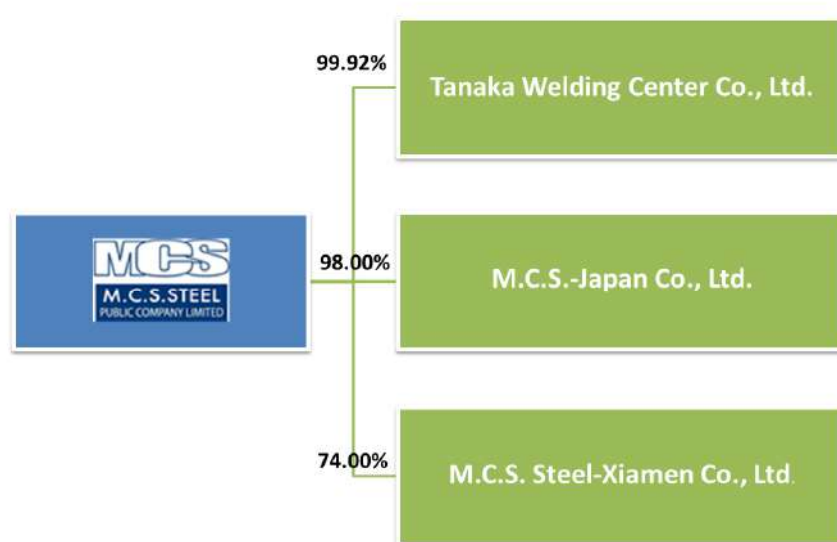 99.92%
Tanaka Welding Center Co., Ltd.
MCS
M.C.S.STEEL
PUBLIC COMPANY LIMITED
98.00%
M.C.S.-Japan Co., Ltd.
74.00%
M.C.S. Steel-Xiamen Co., Ltd.